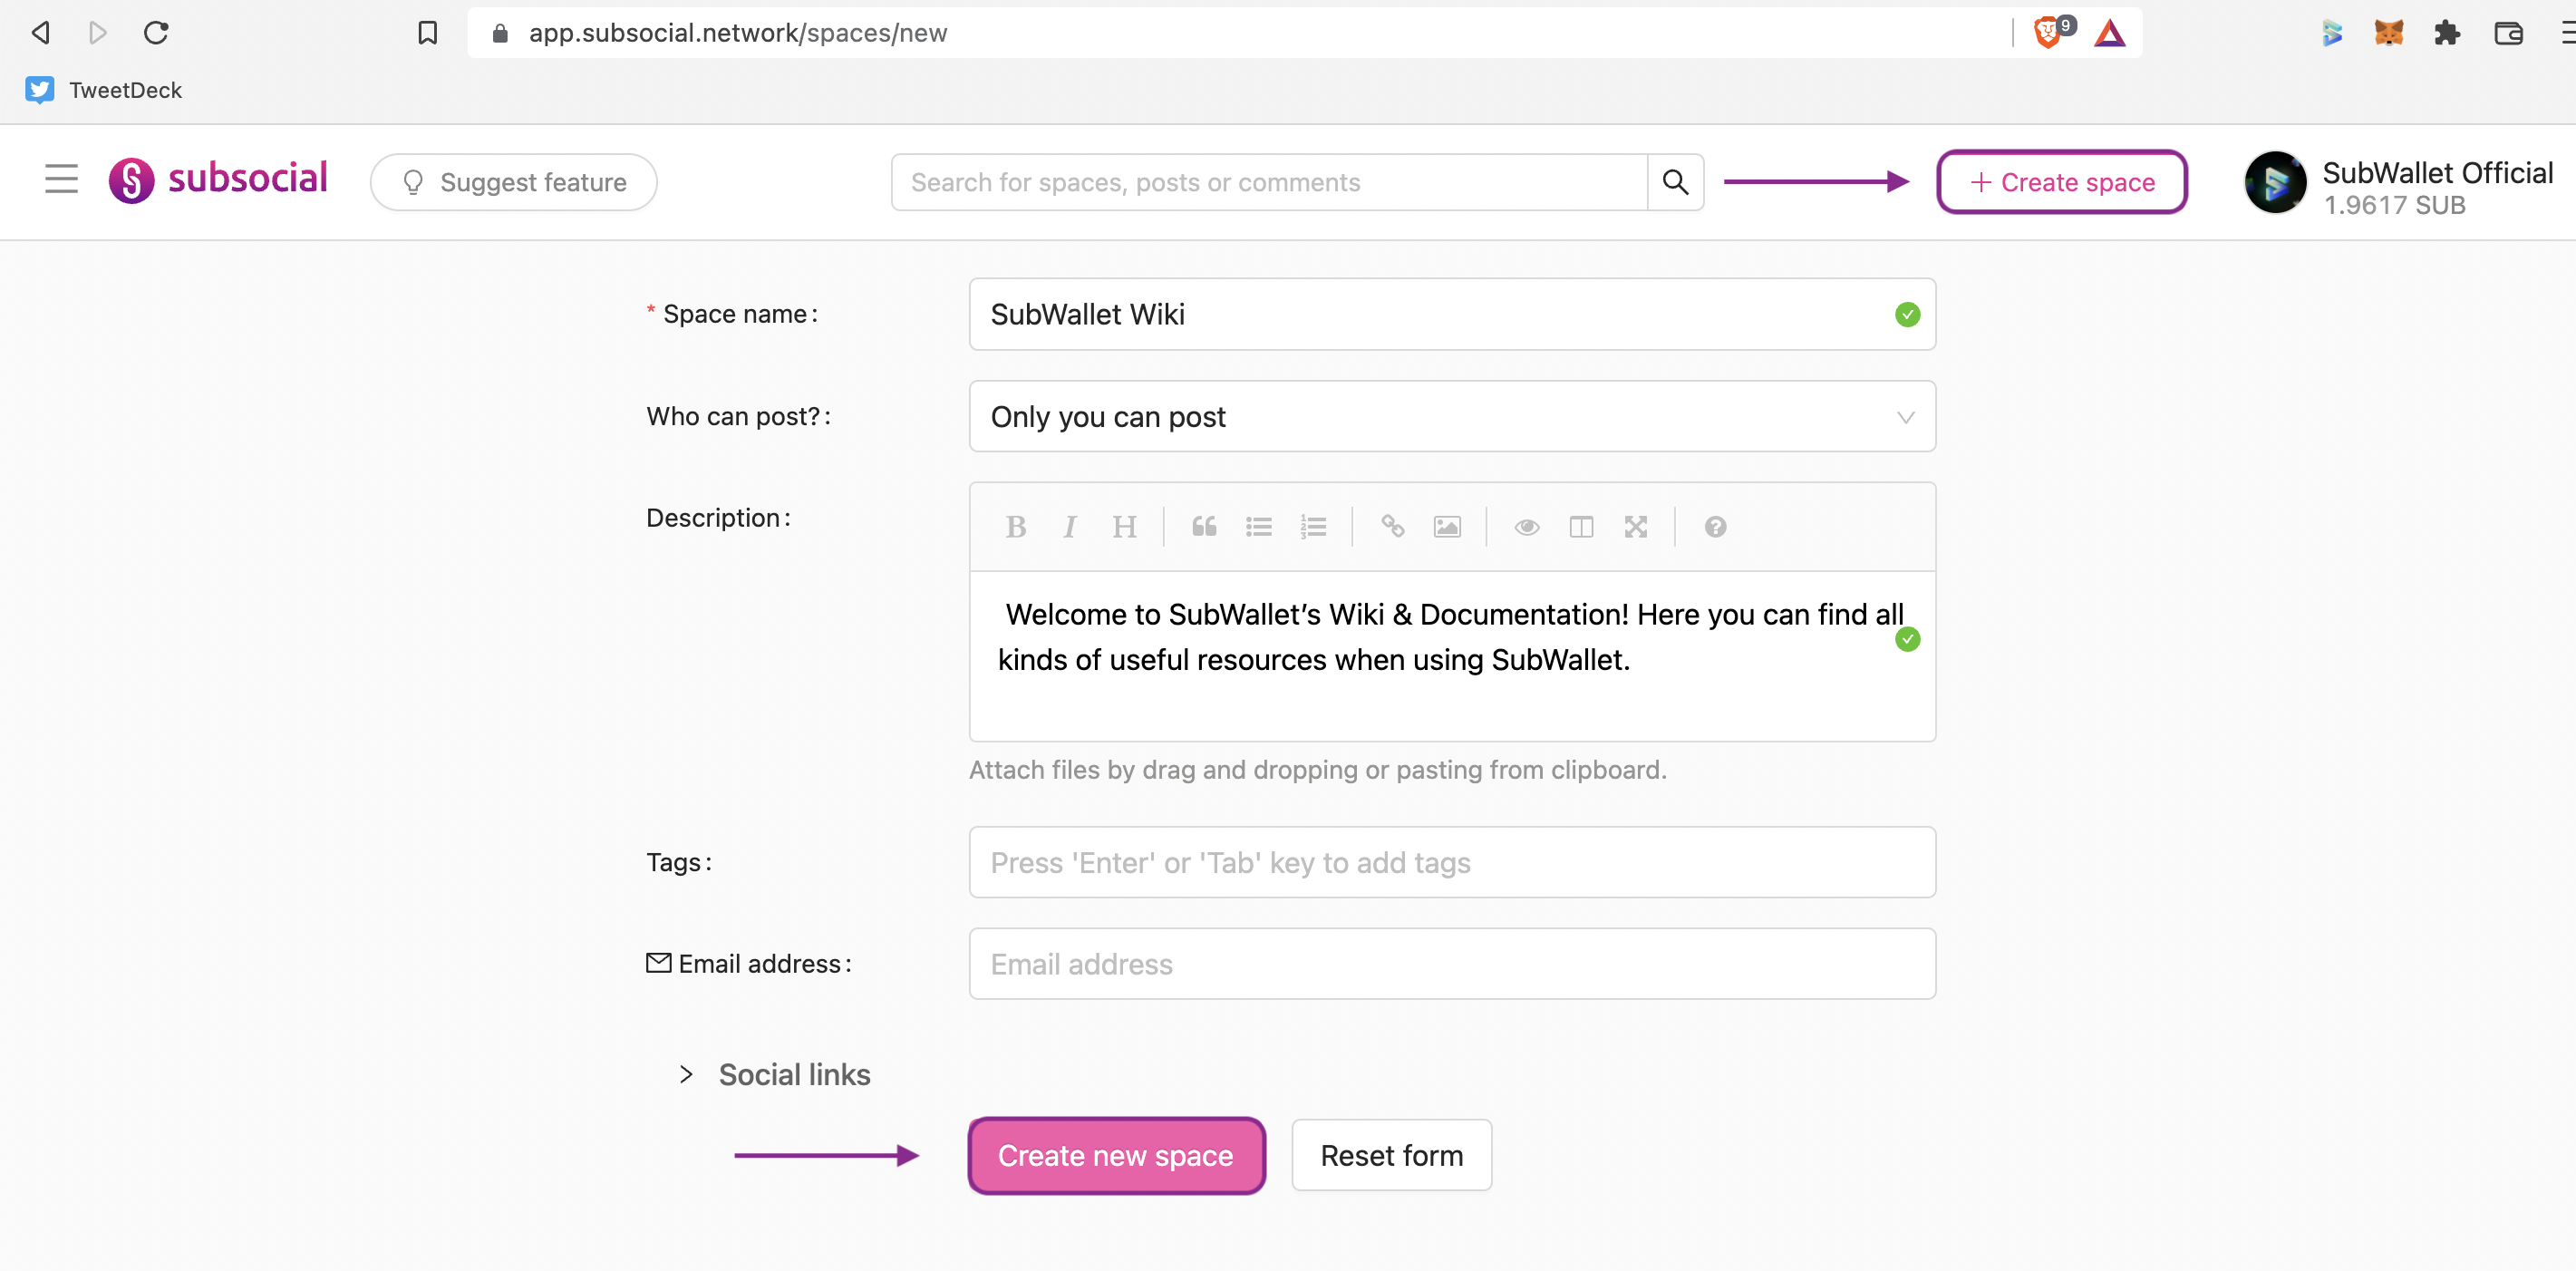 app.subsocial.network/spaces/new
9
TweetDeck
subsocial
Suggest feature
Search for spaces, posts or comments
+ Create space
SubWallet Official
1.9617 SUB
* Space name:
SubWallet Wiki
Who can post?:
Only you can post
Description:
B I H
Welcome to SubWallet’s Wiki & Documentation! Here you can find all
kinds of useful resources when using SubWallet.
Attach files by drag and dropping or pasting from clipboard.
Tags:
Press 'Enter' or 'Tab' key to add tags
Email address:
Email address
Social links
Create new space
Reset form